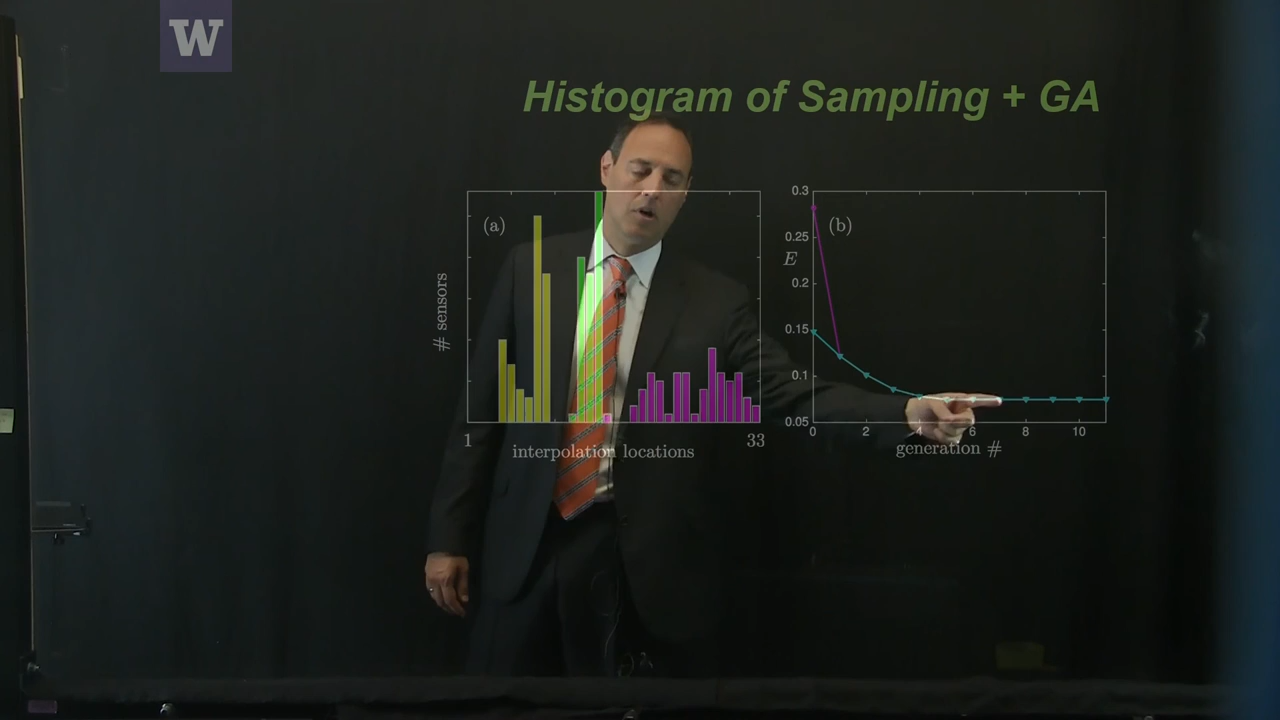 W
Histogram of Sampling + GA
(a)
# sensors
1
33
interpolation locations
(b)
E
0.3
0.25
0.2
0.15
0.1
0.05
0
2
4
6
8
10
generation #